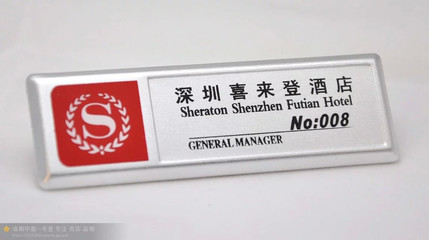 深圳喜来登酒店
Sheraton Shenzhen Futian Hotel
No:008
GENERAL MANAGER
S